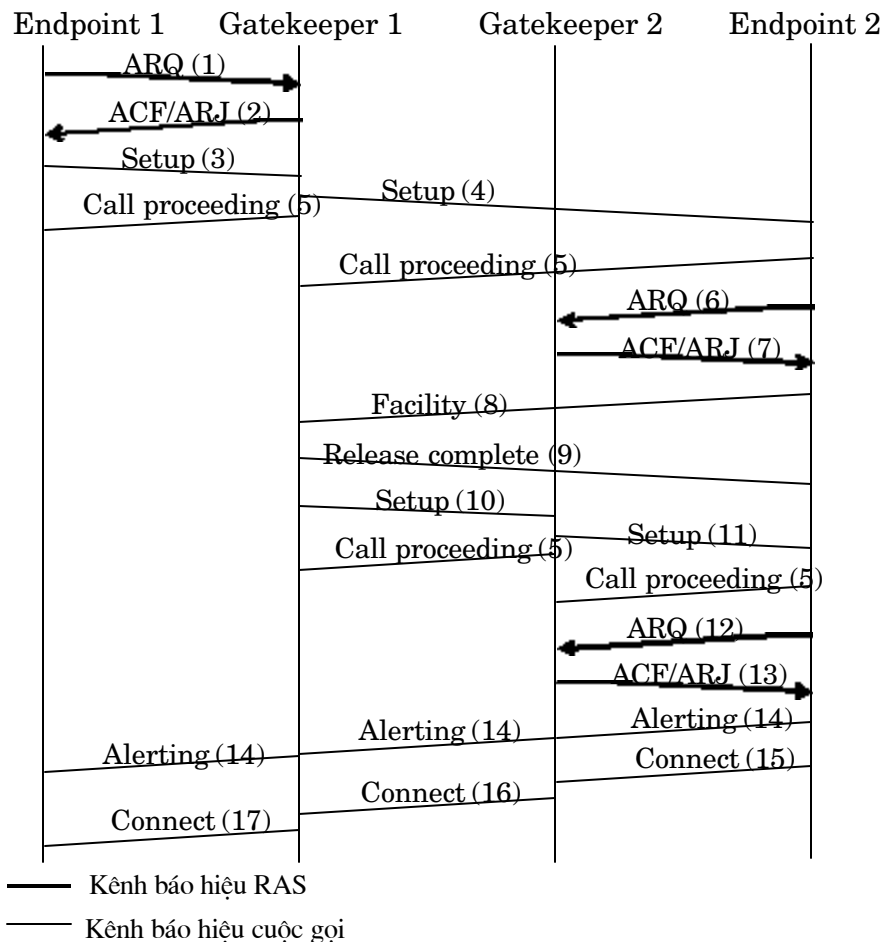 Endpoint 1 Gatekeeper 1 Gatekeeper 2 Endpoint 2
ARQ (1)
ACF/ARJ (2)
Setup (3)
Setup (4)
Call proceeding (5)
Call proceeding (5)
ARQ (6)
ACF/ARJ (7)
Facility (8)
Release complete (9)
Setup (10)
Setup (11)
Call proceeding (5)
Call proceeding (5)
ARQ (12)
ACF/ARJ (13)
Alerting (14)
Alerting (14)
Alerting (14)
Connect (15)
Connect (16)
Connect (17)
Kênh báo hiệu RAS
Kênh báo hiệu cuộc gọi